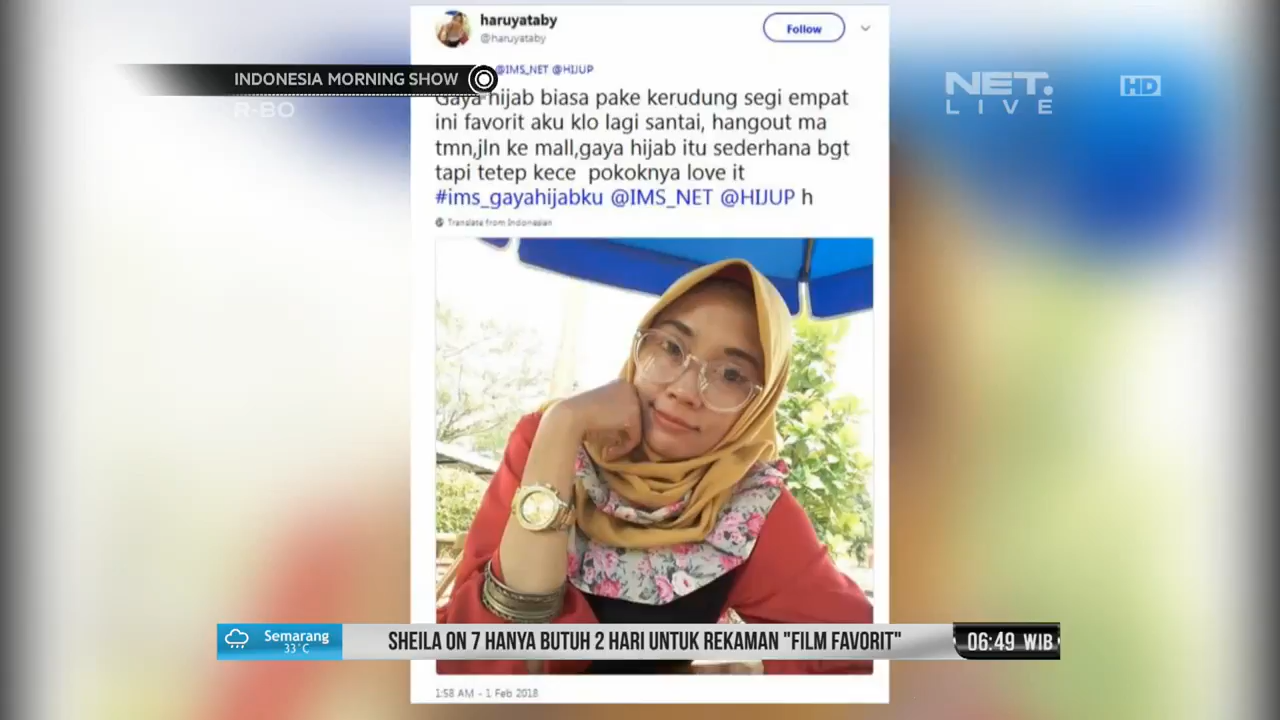 haruyataby
@haruyataby
Follow
INDONESIA MORNING SHOW
@IMS_NET @HIJUP
NET.
LIVE
HD
R-BO
Gaya hijab biasa pake kerudung segi empat
ini favorit aku klo lagi santai, hangout ma
tmn,jln ke mall,gaya hijab itu sederhana bgt
tapi tetep kece pokoknya love it
#ims_gayahijabku @IMS_NET @HIJUP h
Translate from Indonesian
Semarang
33°C
SHEILA ON 7 HANYA BUTUH 2 HARI UNTUK REKAMAN "FILM FAVORIT"
06:49 WIB
1:58 AM - 1 Feb 2018